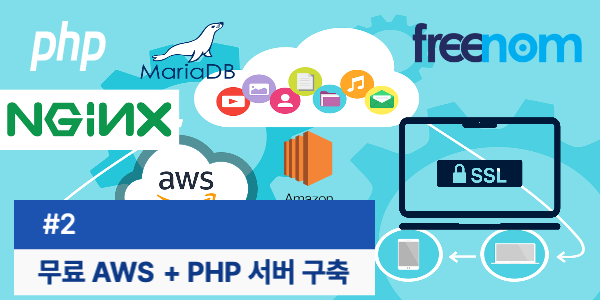 php
MariaDB
freenom
NGINX
aws
Amazon
SSL
#2
무료 AWS + PHP 서버 구축